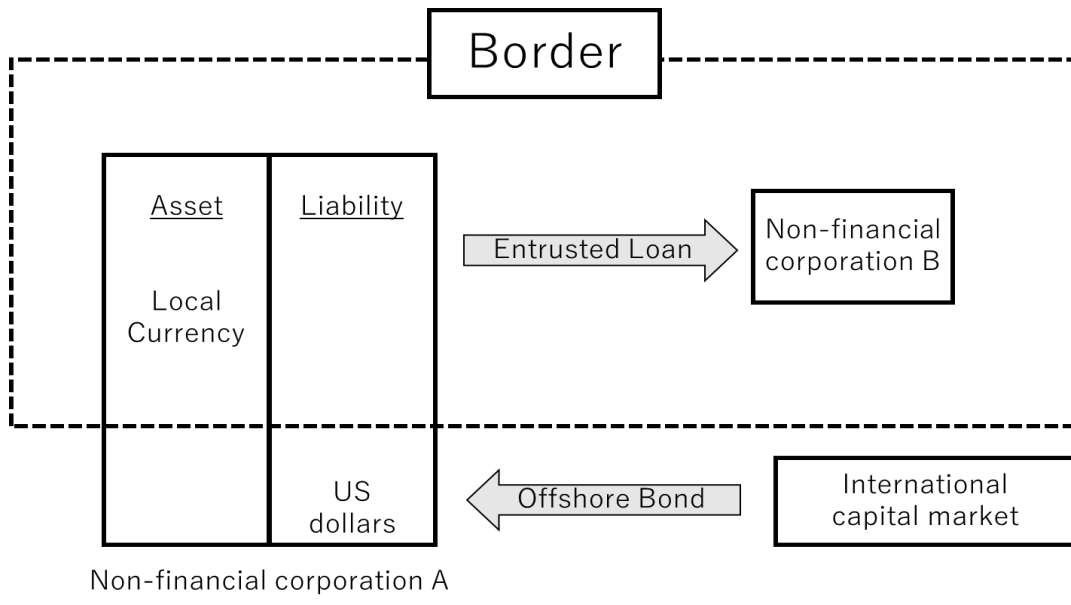 Border
Asset
Liability
Local
Currency
Entrusted Loan
Non-financial
corporation B
US
dollars
Offshore Bond
International
capital market
Non-financial corporation A